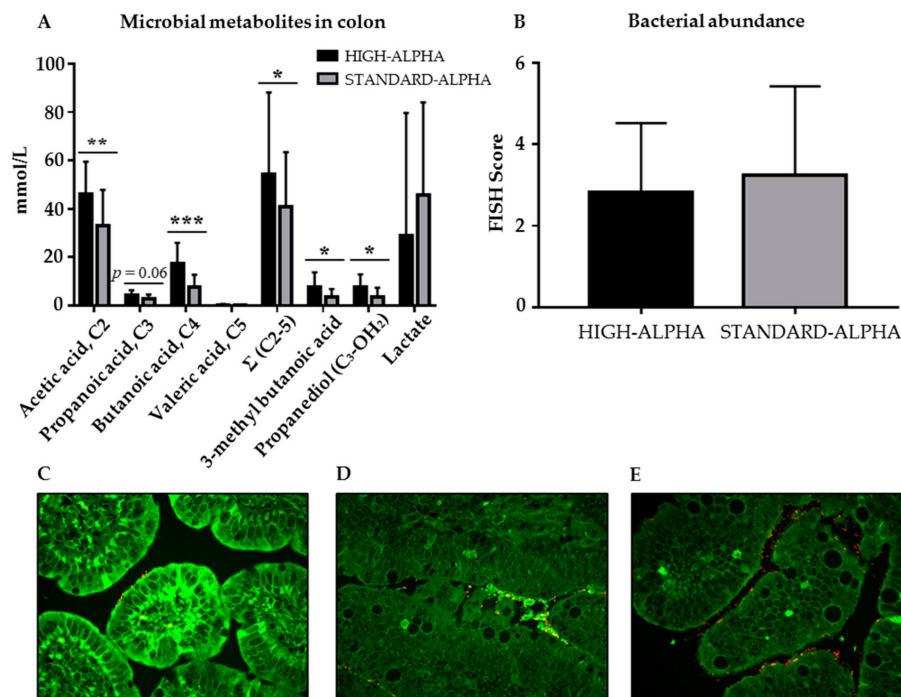 A
Microbial metabolites in colon
HIGH-ALPHA
STANDARD-ALPHA
mmol/L
100
80
60
40
20
0
**
p = 0.06
***
*
*
*
Acetic acid, C2
Propanoic acid, C3
Butanoic acid, C4
Valeric acid, C5
Σ (C2-5)
3-methyl butanoic acid
Propanediol (C₃-OH₂)
Lactate
B
Bacterial abundance
FISH Score
6
4
2
0
HIGH-ALPHA
STANDARD-ALPHA
C
D
E